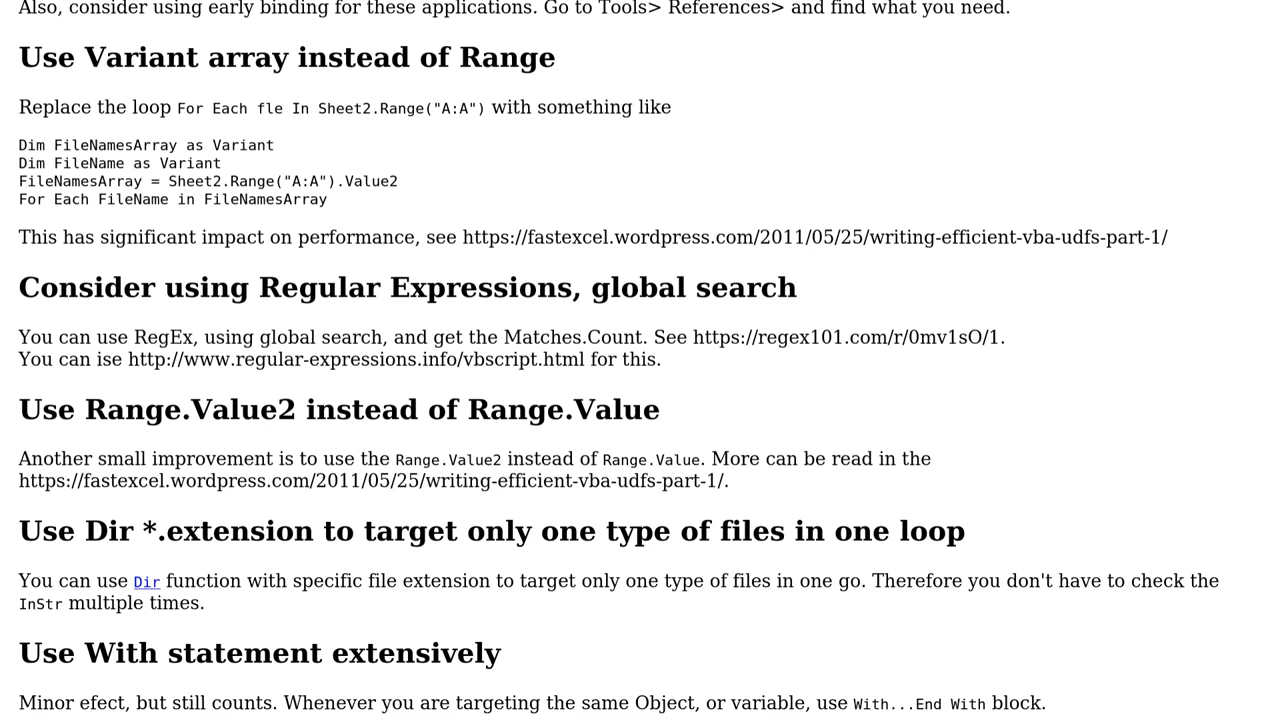 Also, consider using early binding for these applications. Go to Tools> References> and find what you need.
Use Variant array instead of Range
Replace the loop For Each fle In Sheet2.Range("A:A") with something like
Dim FileNamesArray as Variant
Dim FileName as Variant
FileNamesArray = Sheet2.Range("A:A").Value2
For Each FileName in FileNamesArray
This has significant impact on performance, see https://fastexcel.wordpress.com/2011/05/25/writing-efficient-vba-udfs-part-1/
Consider using Regular Expressions, global search
You can use RegEx, using global search, and get the Matches.Count. See https://regex101.com/r/0mv1sO/1.
You can ise http://www.regular-expressions.info/vbscript.html for this.
Use Range.Value2 instead of Range.Value
Another small improvement is to use the Range.Value2 instead of Range.Value. More can be read in the
https://fastexcel.wordpress.com/2011/05/25/writing-efficient-vba-udfs-part-1/.
Use Dir *.extension to target only one type of files in one loop
You can use Dir function with specific file extension to target only one type of files in one go. Therefore you don't have to check the
InStr multiple times.
Use With statement extensively
Minor efect, but still counts. Whenever you are targeting the same Object, or variable, use With...End With block.